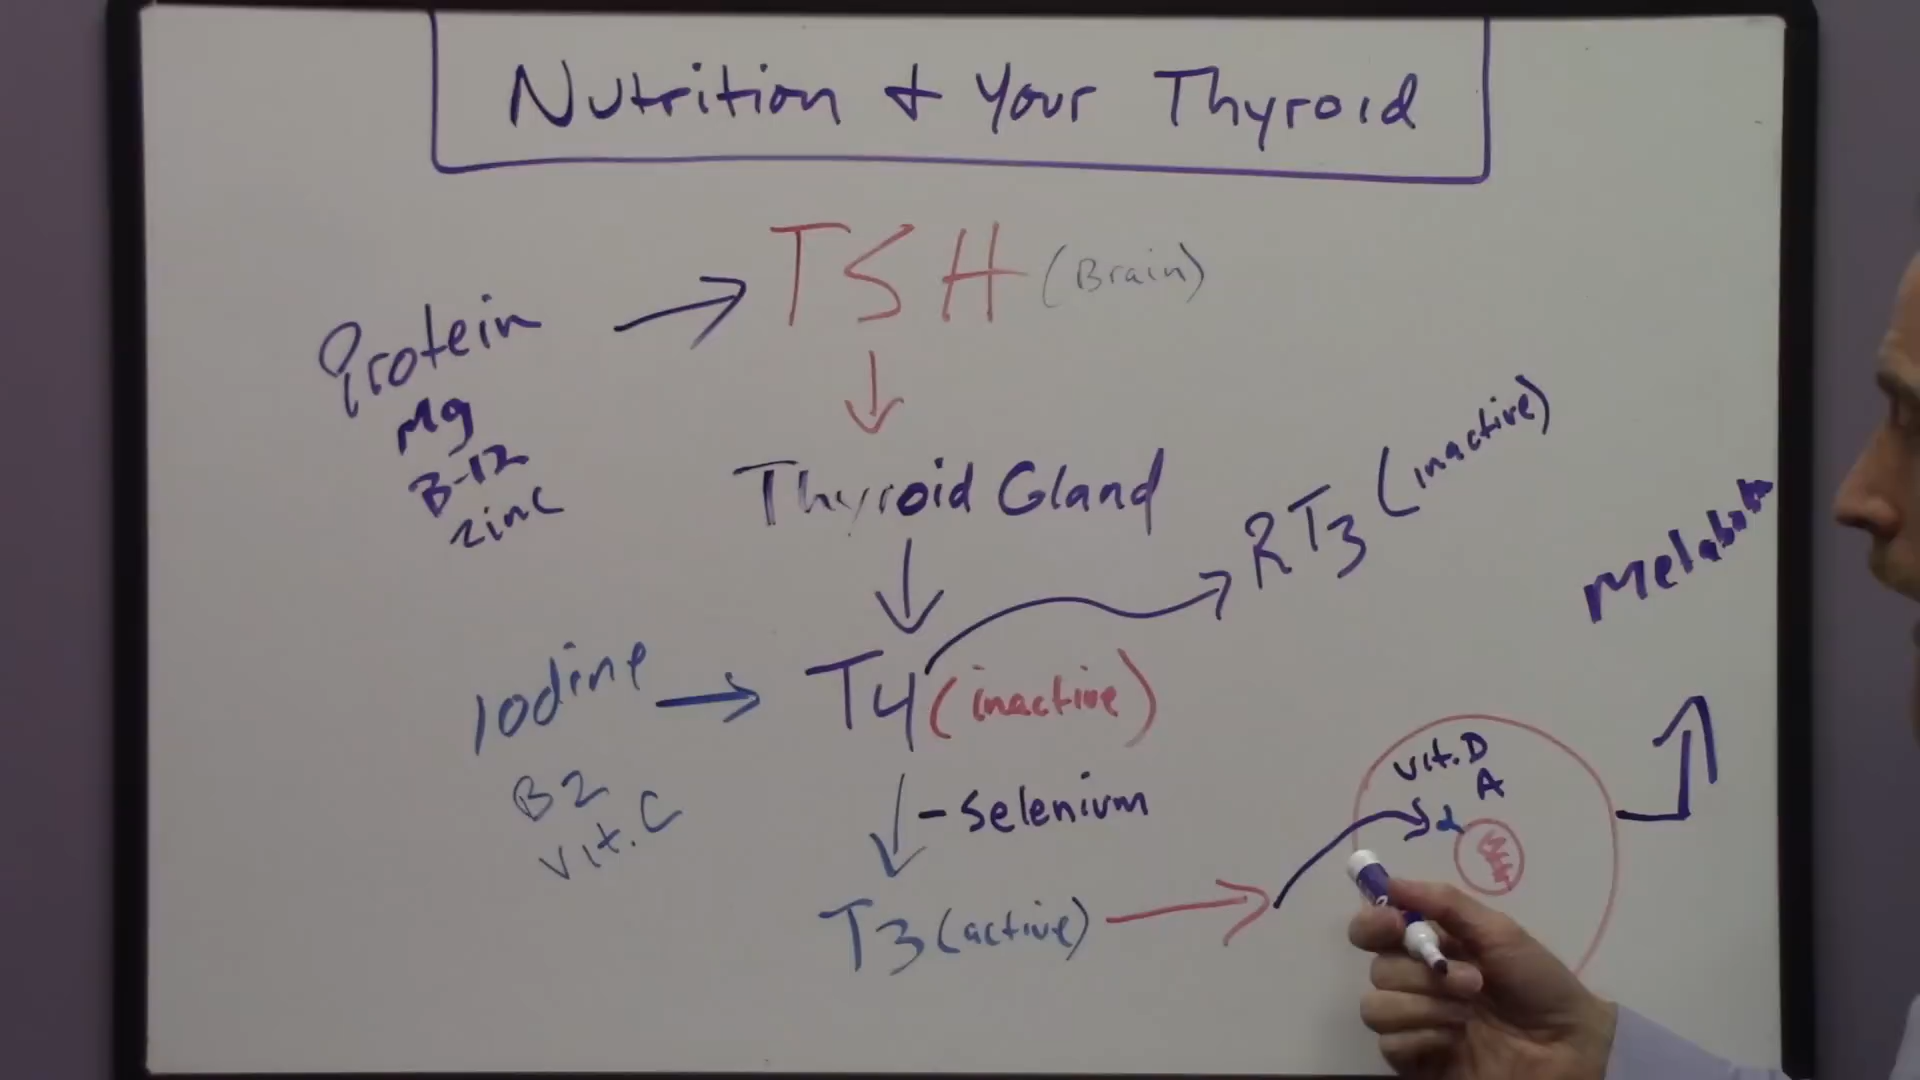 Nutrition + Your Thyroid
TSH (Brain)
Protein
Mg
B-12
Zinc
Thyroid Gland
RT3 (inactive)
Iodine
B2
Vit. C
T4 (inactive)
- Selenium
T3 (active)
Vit. D
A